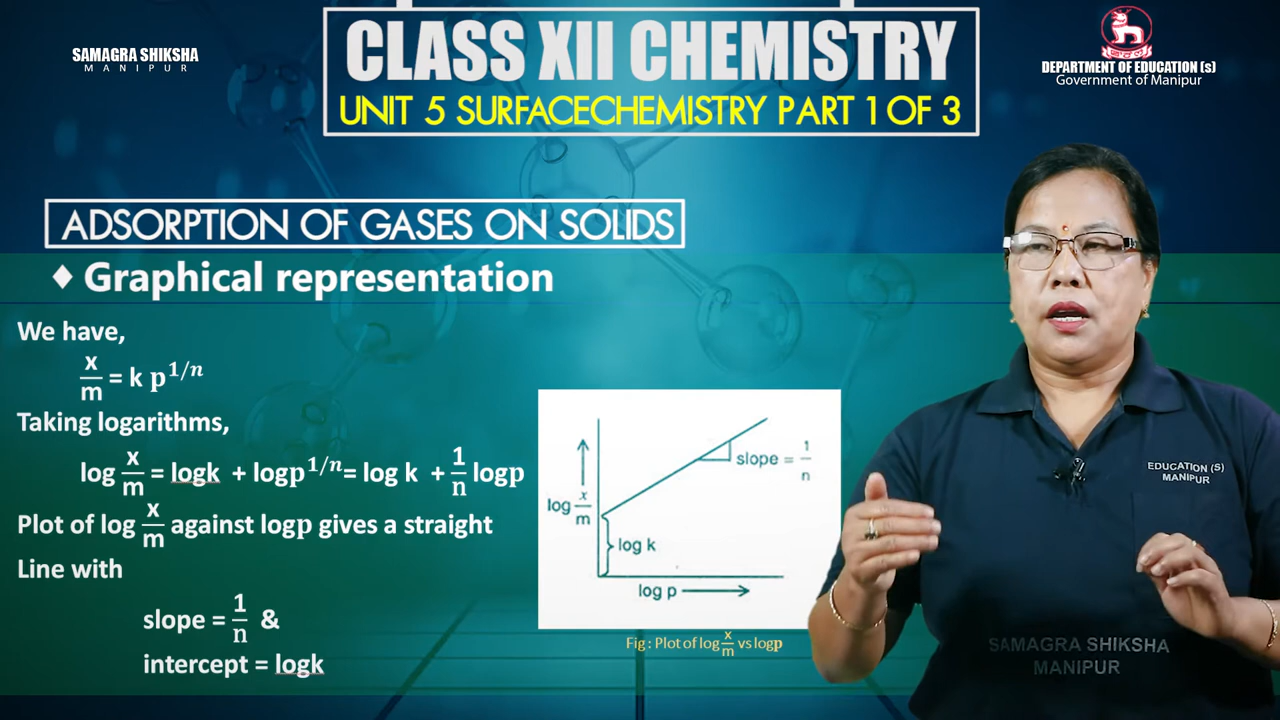 CLASS XII CHEMISTRY
UNIT 5 SURFACECHEMISTRY PART 1 OF 3
SAMAGRA SHIKSHA
MANIPUR
DEPARTMENT OF EDUCATION (S)
Government of Manipur
ADSORPTION OF GASES ON SOLIDS
♦ Graphical representation
We have,
x/m = k p^1/n
Taking logarithms,
log x/m = logk + logp^1/n = log k + 1/n logp
Plot of log x/m against logp gives a straight
Line with
slope = 1/n &
intercept = logk
slope = 1/n
log x/m
log k
log p
Fig : Plot of log x/m vs logp
EDUCATION (S)
MANIPUR
SAMAGRA SHIKSHA
MANIPUR